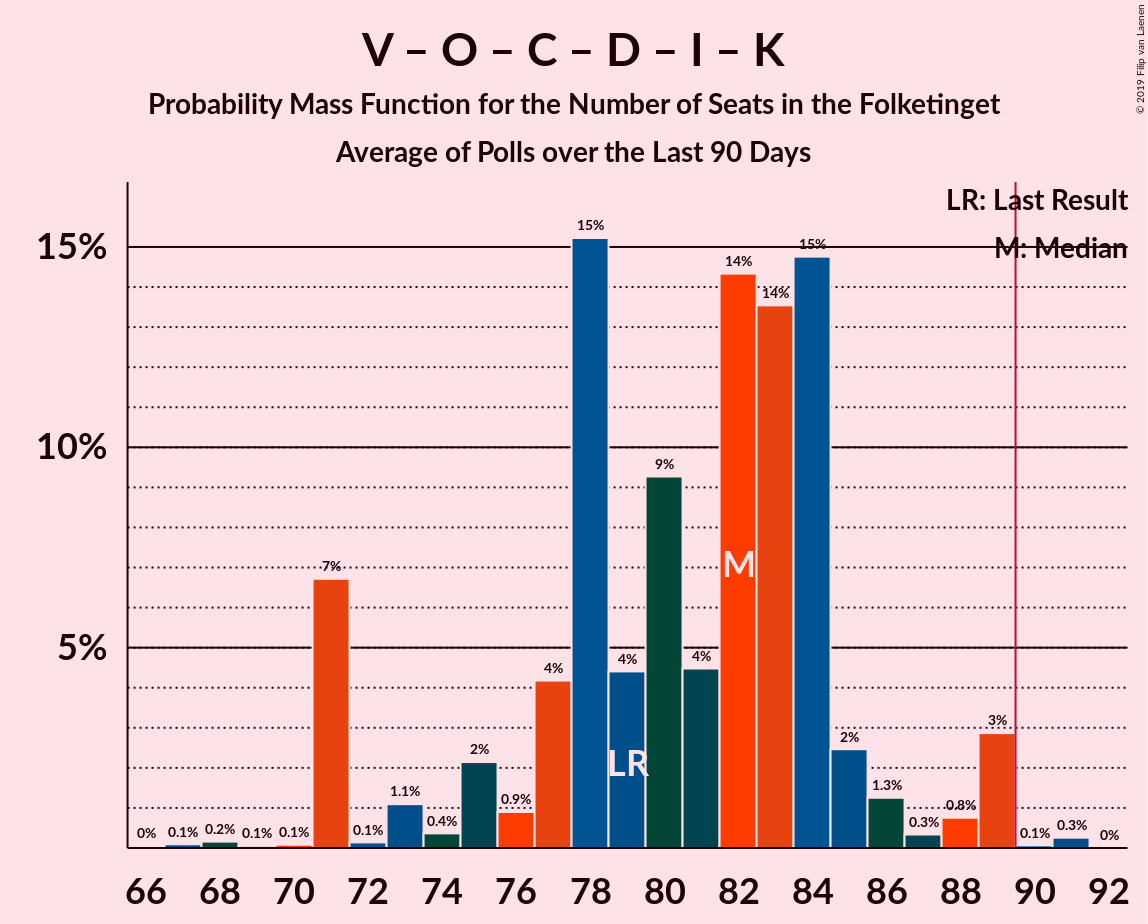 V – O – C – D – I – K
Probability Mass Function for the Number of Seats in the Folketinget
Average of Polls over the Last 90 Days
© 2019 Filip van Laenen
LR: Last Result
M: Median
15%
10%
5%
0% 0.1% 0.2% 0.1% 0.1% 7% 0.1% 1.1% 0.4% 2% 0.9% 4% 15% 4% 9% 4% 14% 14% 15% 2% 1.3% 0.3% 0.8% 3% 0.1% 0.3% 0%
M
LR
66 68 70 72 74 76 78 80 82 84 86 88 90 92